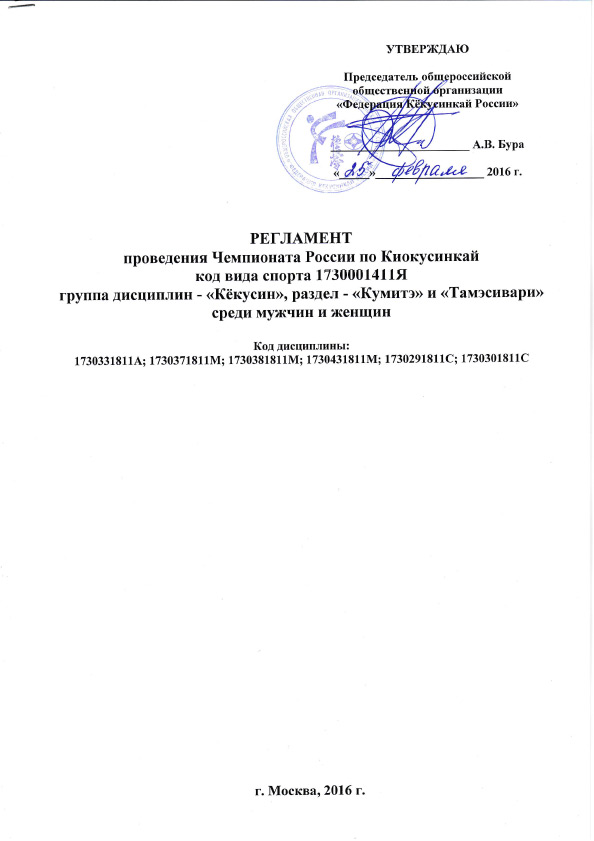 УТВЕРЖДАЮ
Председатель общероссийской
общественной организации
«Федерация Кёкусинкай России»
А.В. Бура
« 25 » февраля 2016 г.
РЕГЛАМЕНТ
проведения Чемпионата России по Киокусинкай
код вида спорта 1730001411Я
группа дисциплин - «Кёкусин», раздел - «Кумитэ» и «Тамэсивари»
среди мужчин и женщин
Код дисциплины:
1730331811А; 1730371811М; 1730381811М; 1730431811М; 1730291811С; 1730301811С
г. Москва, 2016 г.